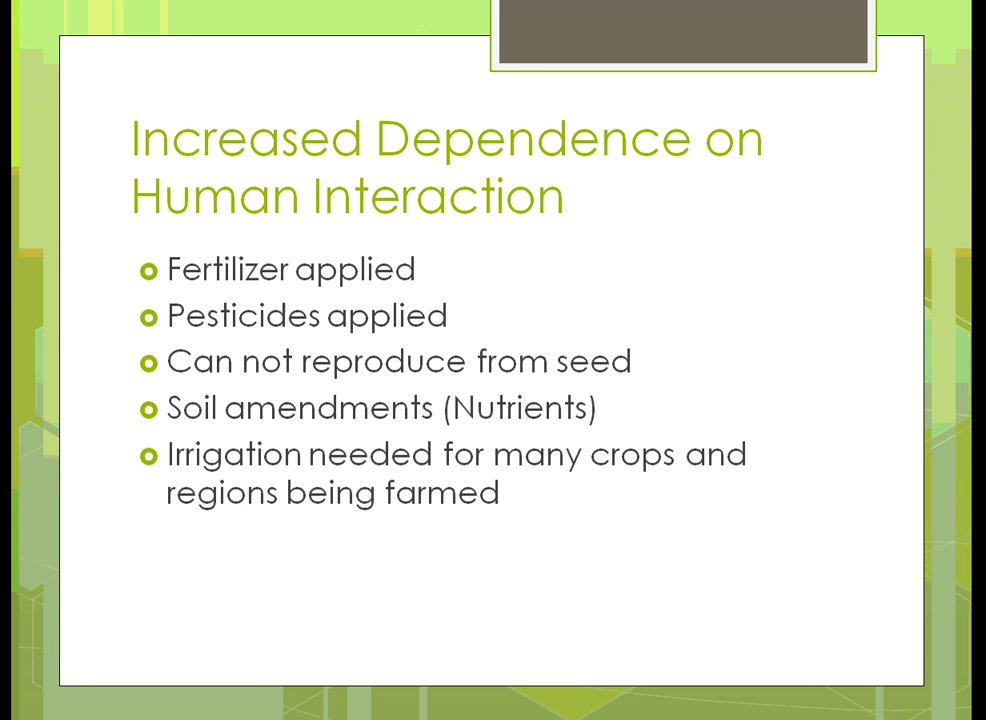 Increased Dependence on
Human Interaction
Fertilizer applied
Pesticides applied
Can not reproduce from seed
Soil amendments (Nutrients)
Irrigation needed for many crops and
regions being farmed